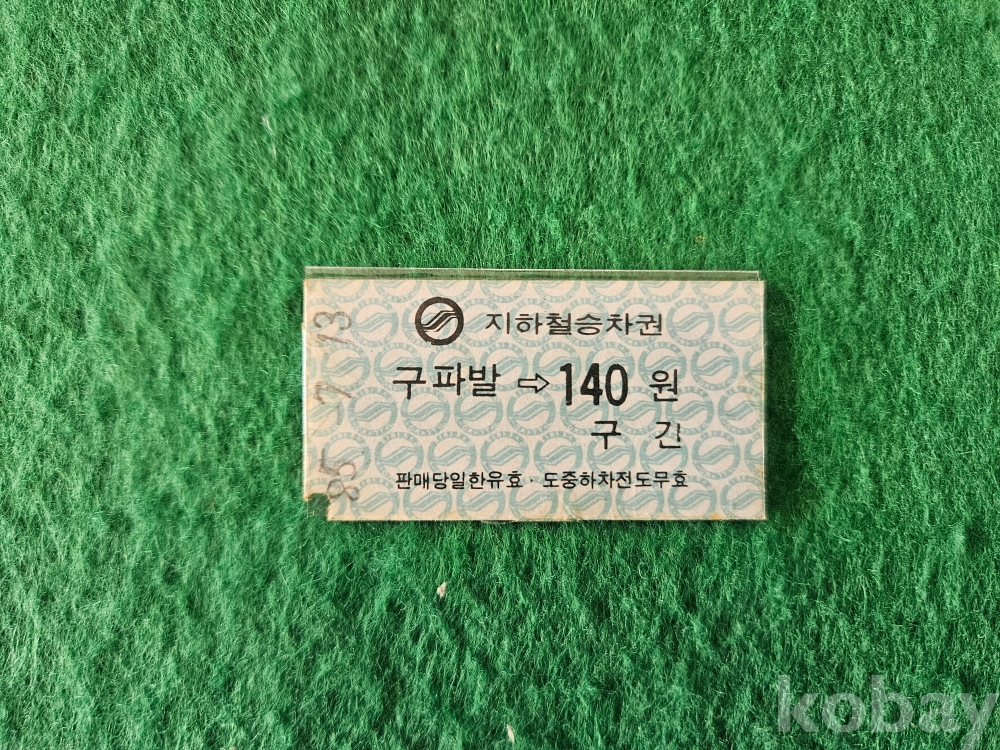 지하철승차권
구파발 ⇨ 140 원
구 간
판매당일한유효·도중하차전도무효
85. 7 13
kobay